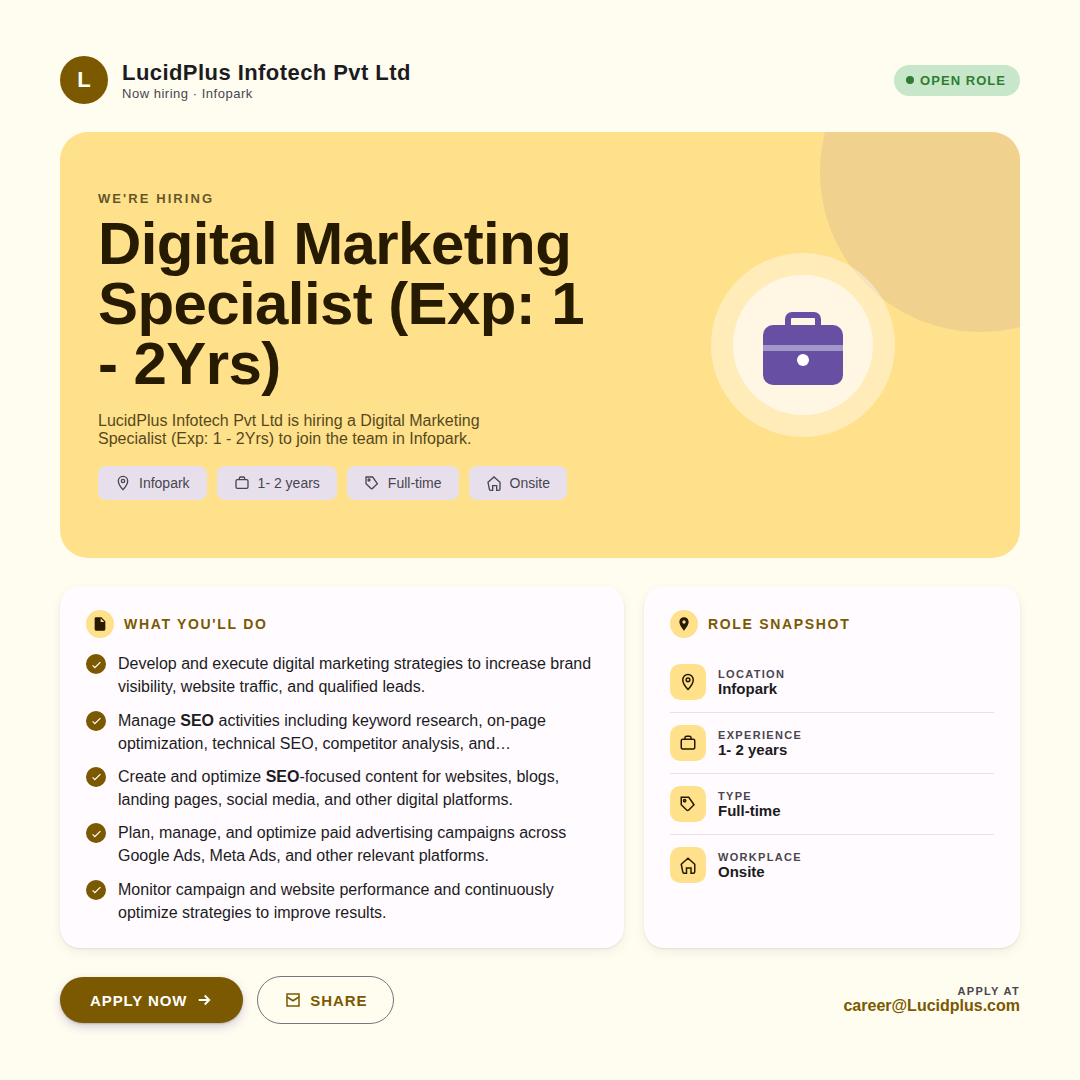 L
LucidPlus Infotech Pvt Ltd
Now hiring · Infopark
OPEN ROLE
WE'RE HIRING
Digital Marketing
Specialist (Exp: 1
- 2Yrs)
LucidPlus Infotech Pvt Ltd is hiring a Digital Marketing
Specialist (Exp: 1 - 2Yrs) to join the team in Infopark.
Infopark
1- 2 years
Full-time
Onsite
WHAT YOU'LL DO
Develop and execute digital marketing strategies to increase brand
visibility, website traffic, and qualified leads.
Manage SEO activities including keyword research, on-page
optimization, technical SEO, competitor analysis, and…
Create and optimize SEO-focused content for websites, blogs,
landing pages, social media, and other digital platforms.
Plan, manage, and optimize paid advertising campaigns across
Google Ads, Meta Ads, and other relevant platforms.
Monitor campaign and website performance and continuously
optimize strategies to improve results.
ROLE SNAPSHOT
LOCATION
Infopark
EXPERIENCE
1- 2 years
TYPE
Full-time
WORKPLACE
Onsite
APPLY NOW
SHARE
APPLY AT
career@Lucidplus.com